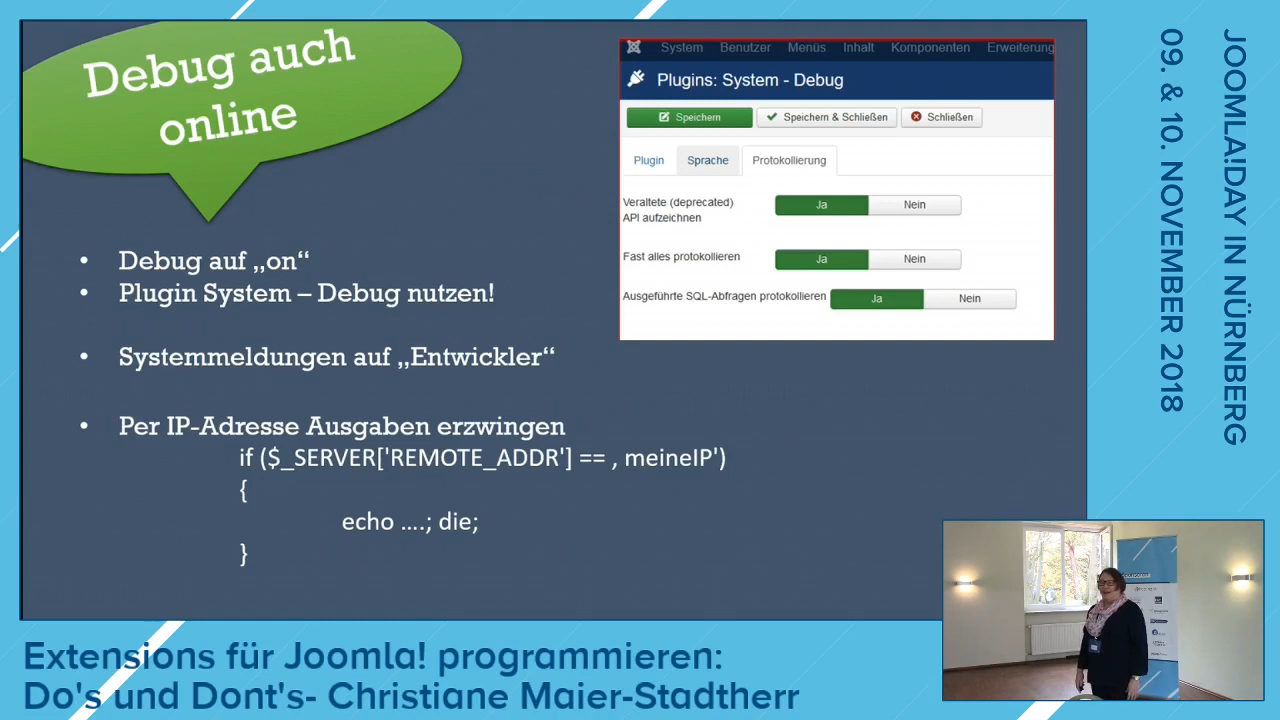 Debug auch
online
• Debug auf „on“
• Plugin System – Debug nutzen!
• Systemmeldungen auf „Entwickler“
• Per IP-Adresse Ausgaben erzwingen
if ($_SERVER['REMOTE_ADDR'] == ‚ meineIP')
{
echo ….; die;
}
System Benutzer Menüs Inhalt Komponenten Erweiterung
Plugins: System - Debug
Speichern Speichern & Schließen Schließen
Plugin Sprache Protokollierung
Veraltete (deprecated)
API aufzeichnen
Ja Nein
Fast alles protokollieren
Ja Nein
Ausgeführte SQL-Abfragen protokollieren
Ja Nein
JOOMLA!DAY IN NÜRNBERG
09. & 10. NOVEMBER 2018
Extensions für Joomla! programmieren:
Do's und Dont's- Christiane Maier-Stadtherr